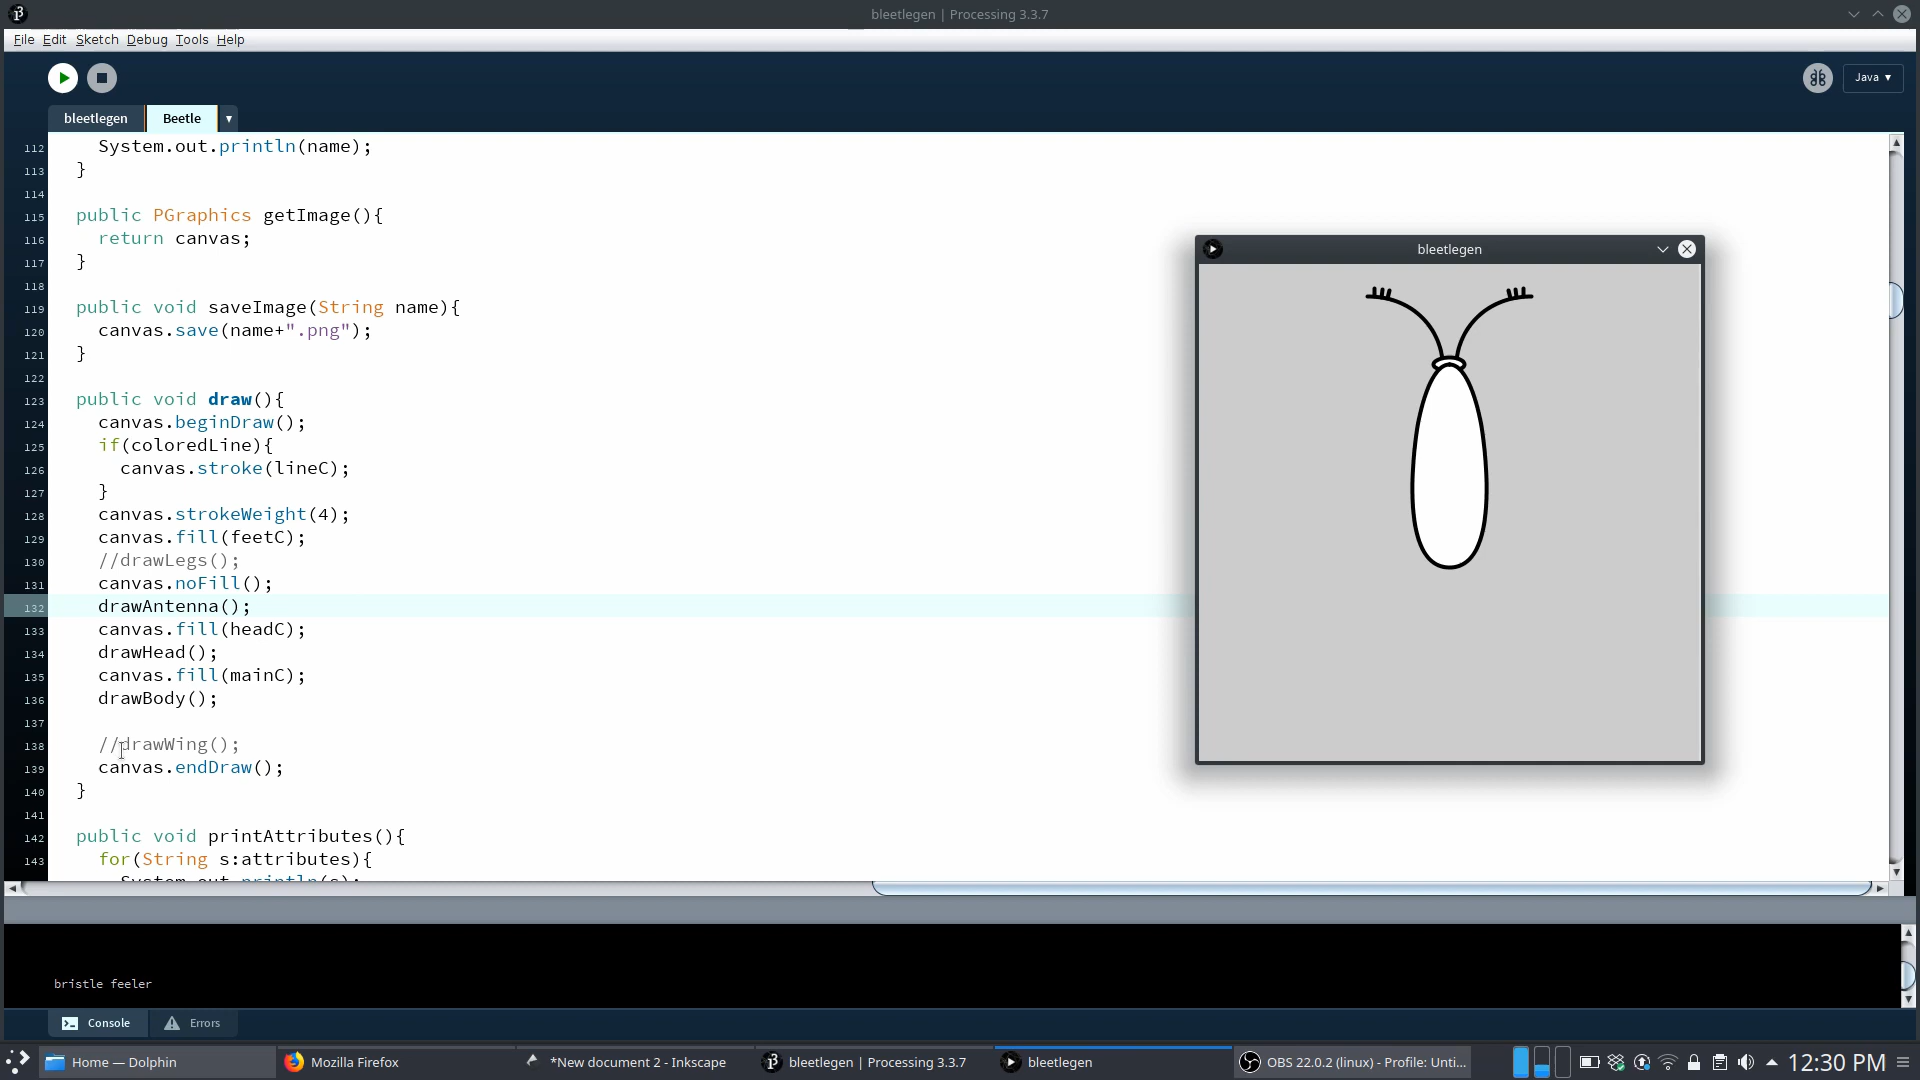 bleetlegen | Processing 3.3.7
File Edit Sketch Debug Tools Help
Java ▾
bleetlegen Beetle ▾
112 System.out.println(name);
113 }
114
115 public PGraphics getImage(){
116 return canvas;
117 }
118
119 public void saveImage(String name){
120 canvas.save(name+".png");
121 }
122
123 public void draw(){
124 canvas.beginDraw();
125 if(coloredLine){
126 canvas.stroke(lineC);
127 }
128 canvas.strokeWeight(4);
129 canvas.fill(feetC);
130 //drawLegs();
131 canvas.noFill();
132 drawAntenna();
133 canvas.fill(headC);
134 drawHead();
135 canvas.fill(mainC);
136 drawBody();
137
138 //drawWing();
139 canvas.endDraw();
140 }
141
142 public void printAttributes(){
143 for(String s:attributes){
System.out.println(s);
bleetlegen
bristle feeler
Console Errors
Home — Dolphin
Mozilla Firefox
*New document 2 - Inkscape
bleetlegen | Processing 3.3.7
bleetlegen
OBS 22.0.2 (linux) - Profile: Unti...
12:30 PM